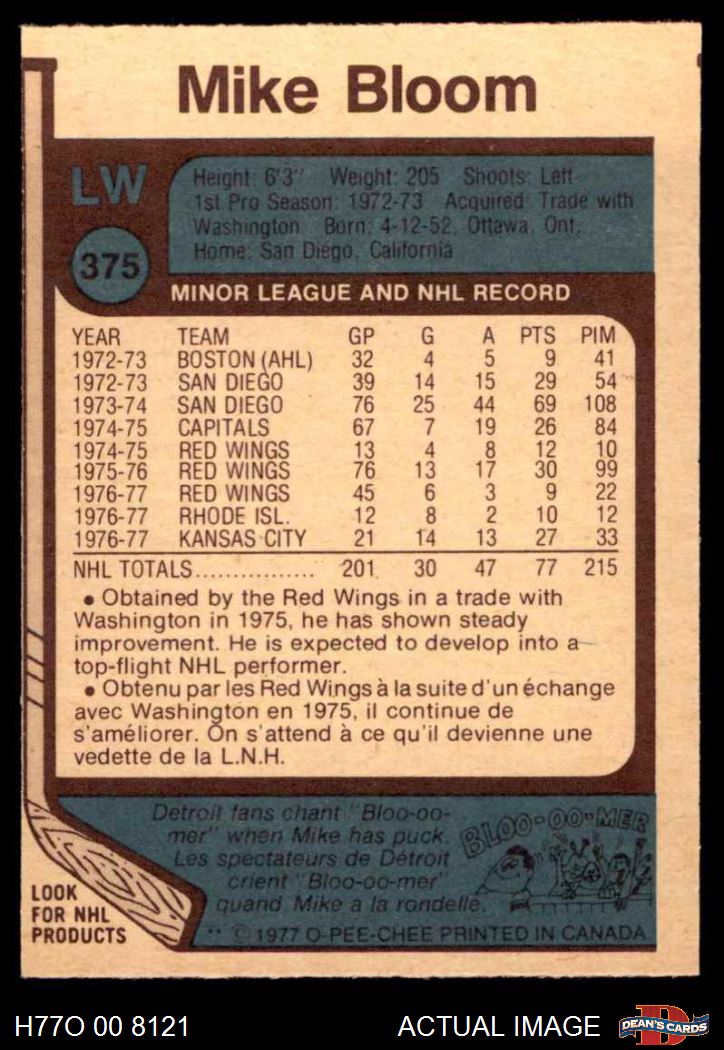 Mike Bloom
LW
375
Height: 6'3" Weight: 205 Shoots: Left
1st Pro Season: 1972-73 Acquired: Trade with
Washington Born: 4-12-52, Ottawa, Ont.
Home: San Diego, California
MINOR LEAGUE AND NHL RECORD
YEAR TEAM GP G A PTS PIM
1972-73 BOSTON (AHL) 32 4 5 9 41
1972-73 SAN DIEGO 39 14 15 29 54
1973-74 SAN DIEGO 76 25 44 69 108
1974-75 CAPITALS 67 7 19 26 84
1974-75 RED WINGS 13 4 8 12 10
1975-76 RED WINGS 76 13 17 30 99
1976-77 RED WINGS 45 6 3 9 22
1976-77 RHODE ISL. 12 8 2 10 12
1976-77 KANSAS CITY 21 14 13 27 33
NHL TOTALS................ 201 30 47 77 215
• Obtained by the Red Wings in a trade with
Washington in 1975, he has shown steady
improvement. He is expected to develop into a
top-flight NHL performer.
• Obtenu par les Red Wings à la suite d'un échange
avec Washington en 1975, il continue de
s'améliorer. On s'attend à ce qu'il devienne une
vedette de la L.N.H.
Detroit fans chant "Bloo-oo-
mer" when Mike has puck.
Les spectateurs de Détroit
crient "Bloo-oo-mer"
quand Mike a la rondelle.
BLOO-OO-MER
LOOK
FOR NHL
PRODUCTS
** © 1977 O-PEE-CHEE PRINTED IN CANADA
H77O 00 8121 ACTUAL IMAGE
D
DEAN'S CARDS